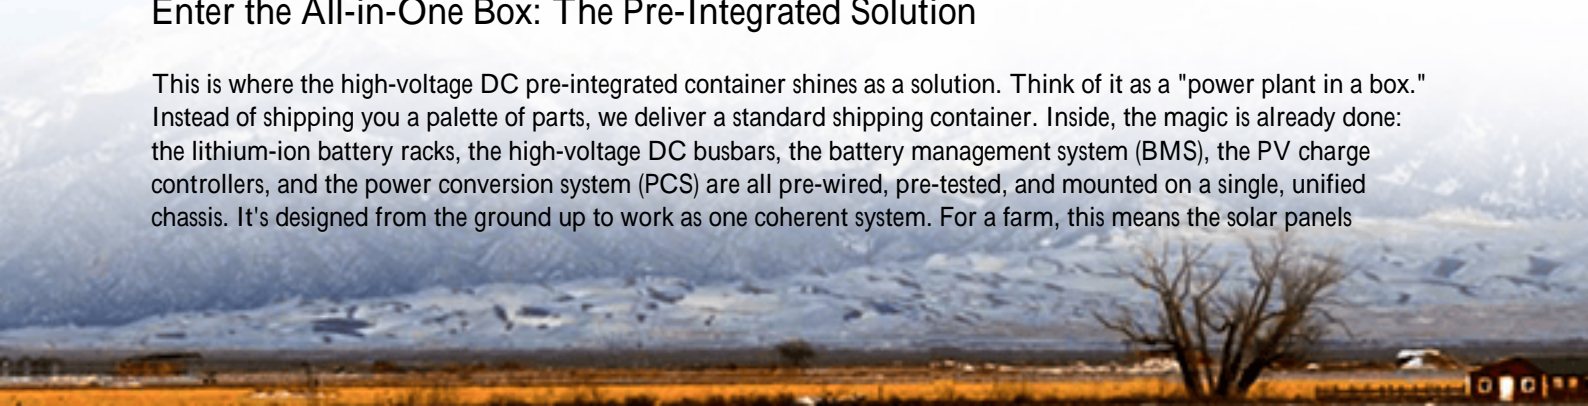 Enter the All-in-One Box: The Pre-Integrated Solution
This is where the high-voltage DC pre-integrated container shines as a solution. Think of it as a "power plant in a box."
Instead of shipping you a palette of parts, we deliver a standard shipping container. Inside, the magic is already done:
the lithium-ion battery racks, the high-voltage DC busbars, the battery management system (BMS), the PV charge
controllers, and the power conversion system (PCS) are all pre-wired, pre-tested, and mounted on a single, unified
chassis. It's designed from the ground up to work as one coherent system. For a farm, this means the solar panels